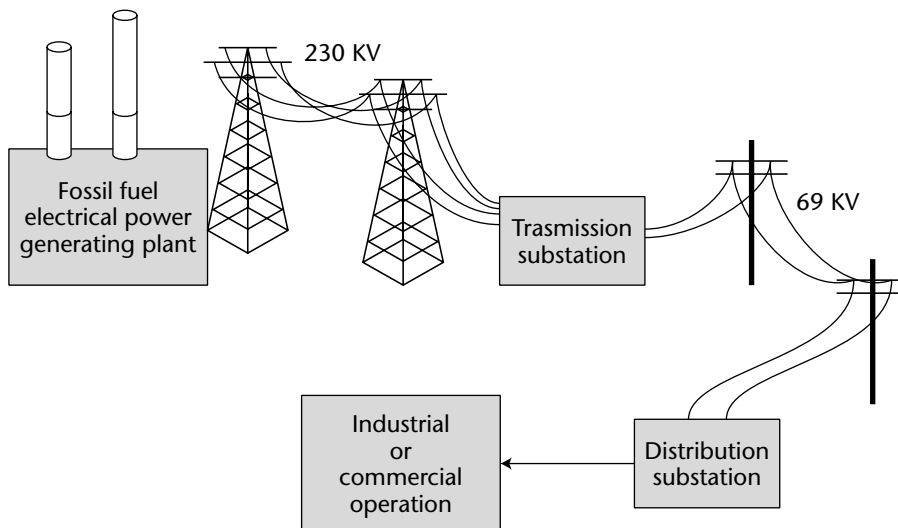 230 KV
Fossil fuel
electrical power
generating plant
Trasmission
substation
69 KV
Industrial
or
commercial
operation
Distribution
substation